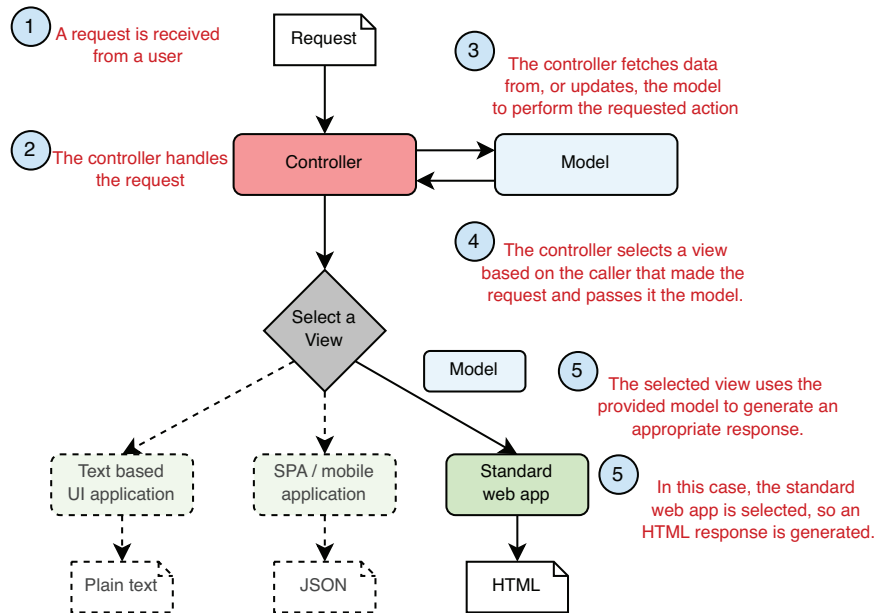 1
A request is received
from a user
Request
3
The controller fetches data
from, or updates, the model
to perform the requested action
2
The controller handles
the request
Controller
Model
4
The controller selects a view
based on the caller that made the
request and passes it the model.
Select a
View
Model
5
The selected view uses the
provided model to generate an
appropriate response.
Text based
UI application
SPA / mobile
application
Standard
web app
5
In this case, the standard
web app is selected, so an
HTML response is generated.
Plain text
JSON
HTML